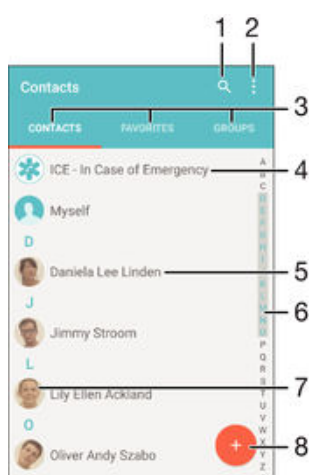 1 2
Contacts
3
CONTACTS FAVORITES GROUPS
ICE - In Case of Emergency
4
Myself
D
Daniela Lee Linden
5
J
Jimmy Stroom
6
L
Lily Ellen Ackland
7
O
Oliver Andy Szabo
+
8
A
B
C
D
E
F
G
H
I
J
K
L
M
N
O
P
Q
R
S
T
U
V
W
X
Y
Z